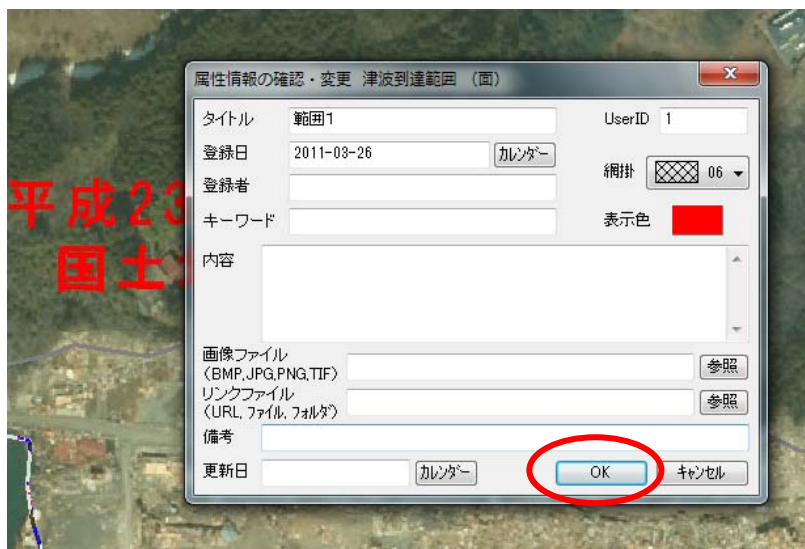 属性情報の確認・変更 津波到達範囲 (面)
タイトル 範囲1 UserID 1
登録日 2011-03-26 カレンダー
網掛 06
登録者
キーワード 表示色
平成23
国土
内容
画像ファイル
(BMP,JPG,PNG,TIF) 参照
リンクファイル
(URL, ファイル, フォルダ) 参照
備考
更新日 カレンダー OK キャンセル